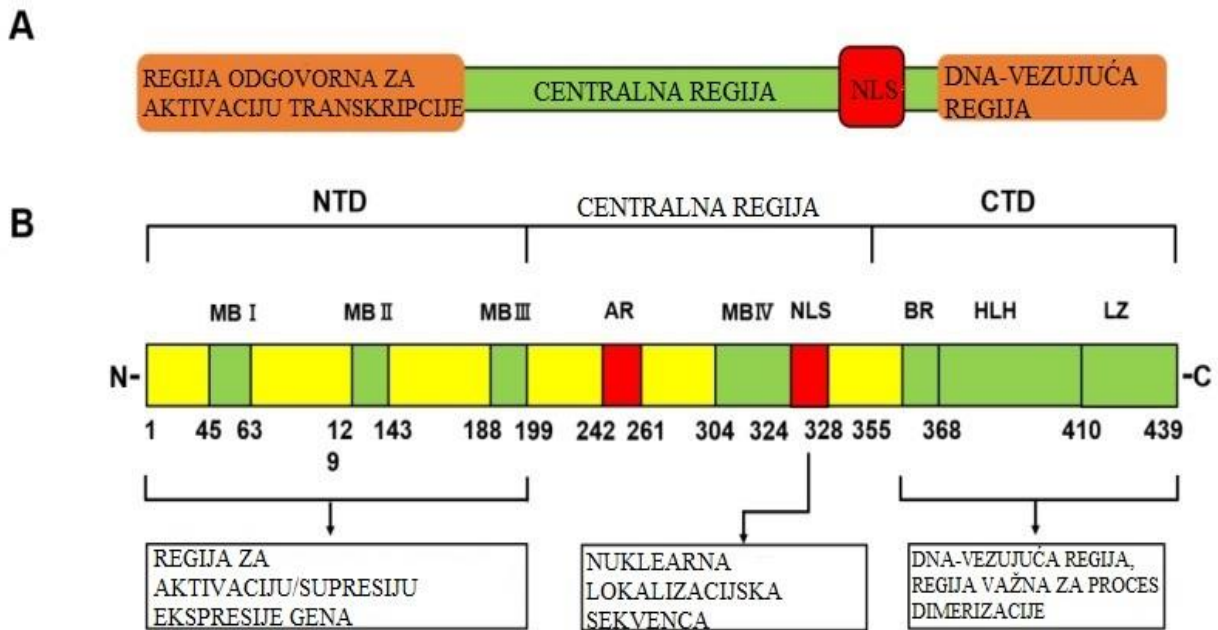 A
REGIJA ODGOVORNA ZA
AKTIVACIJU TRANSKRIPCIJE
CENTRALNA REGIJA
NLS
DNA-VEZUJUĆA
REGIJA
B
NTD
CENTRALNA REGIJA
CTD
MB I MB II MB III AR MBIV NLS BR HLH LZ
N- -C
1 45 63 12 143 188 199 242 261 304 324 328 355 368 410 439
9
REGIJA ZA
AKTIVACIJU/SUPRESIJU
EKSPRESIJE GENA
NUKLEARNA
LOKALIZACIJSKA
SEKVENCA
DNA-VEZUJUĆA REGIJA,
REGIJA VAŽNA ZA PROCES
DIMERIZACIJE